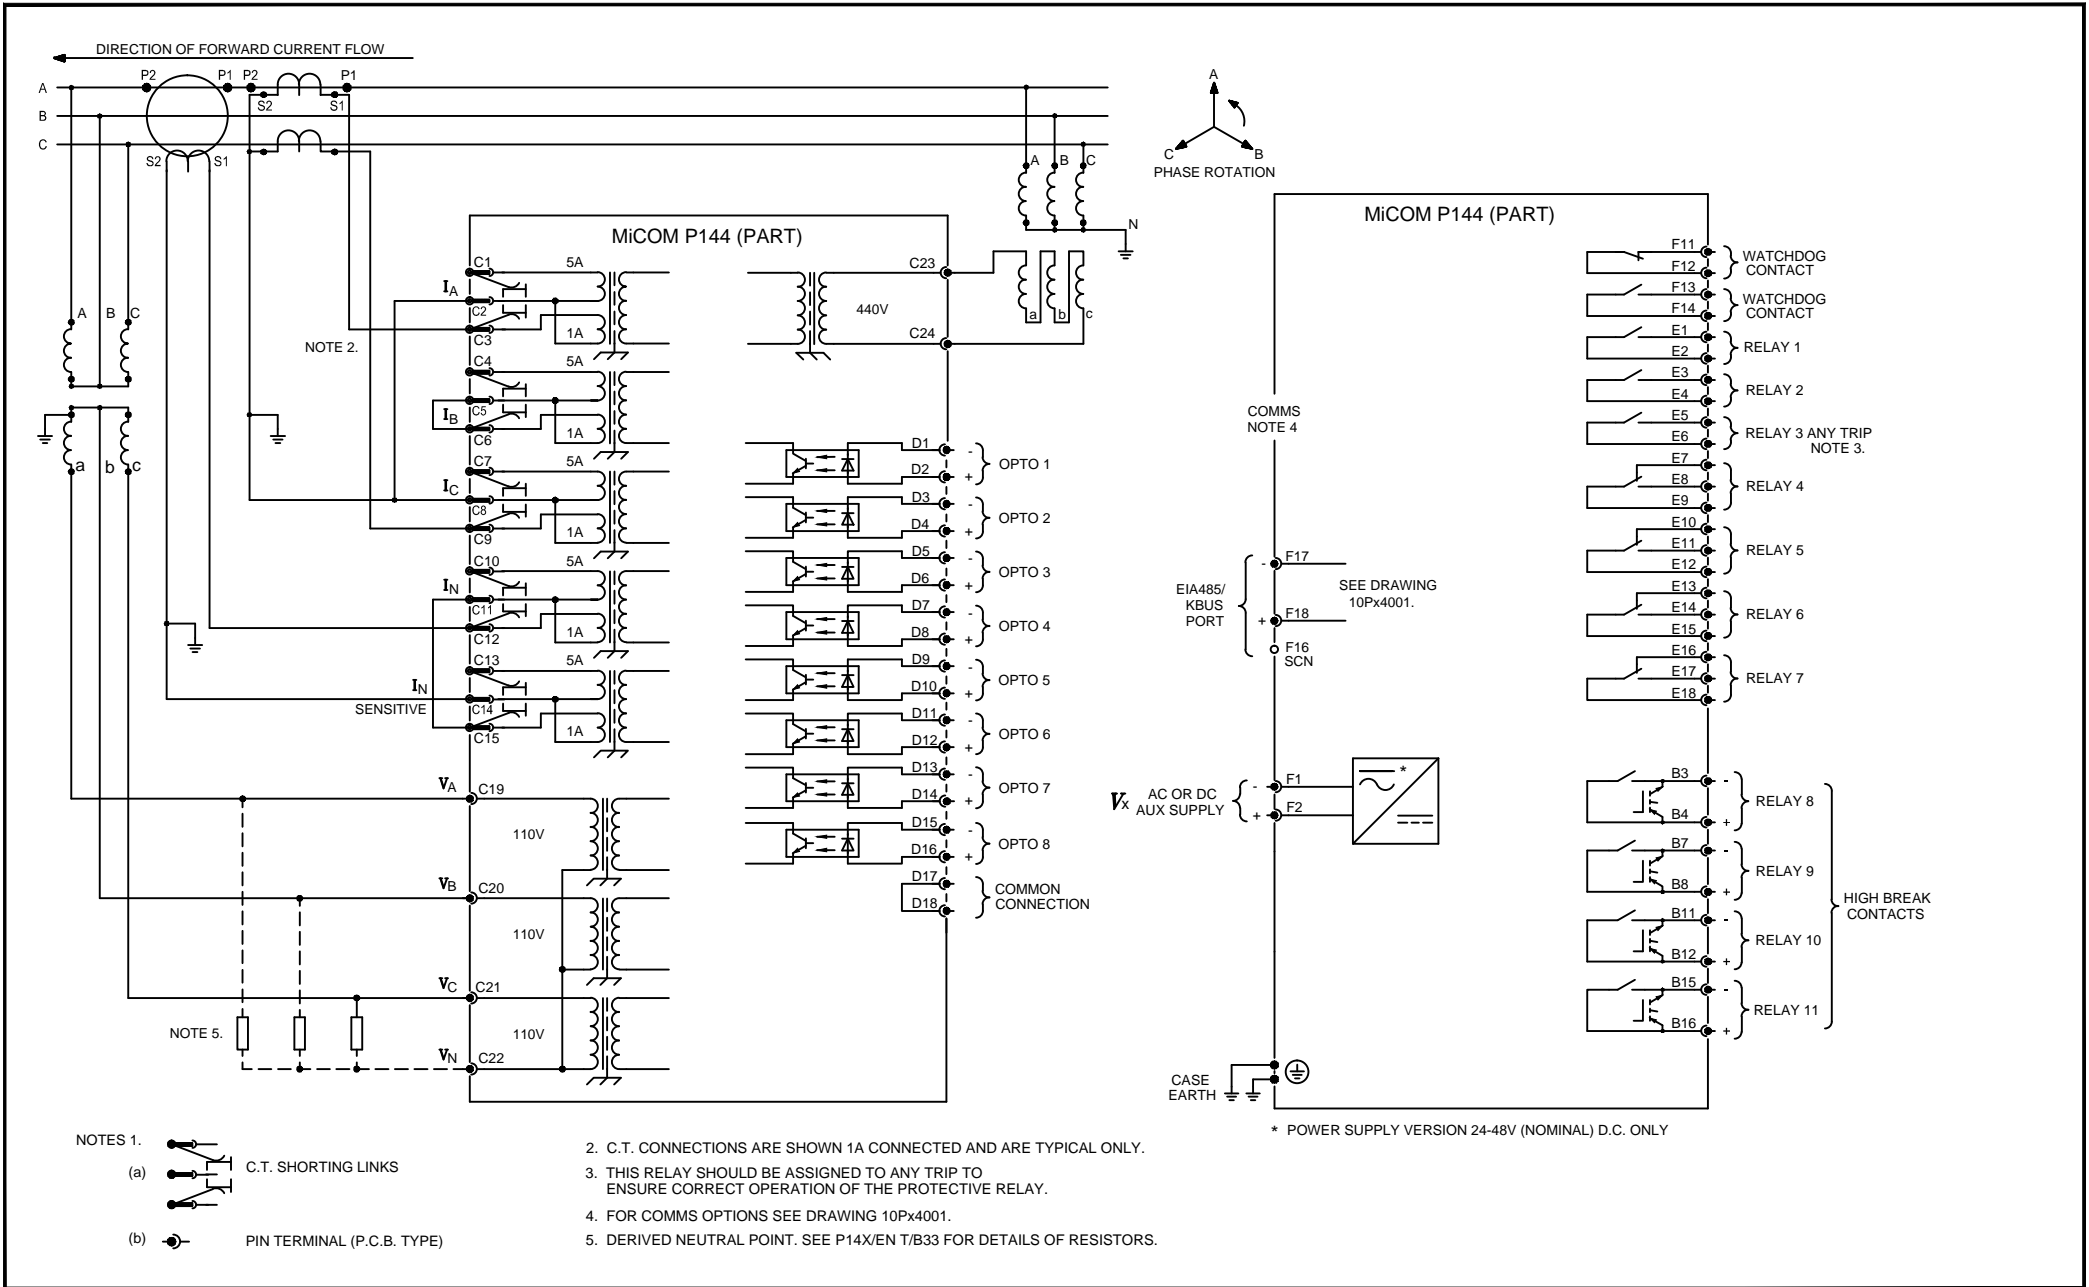 DIRECTION OF FORWARD CURRENT FLOW
P2 P1 P2 P1
A
S2 S1
B
C
S2 S1
A B C
N
A
C B
PHASE ROTATION
MiCOM P144 (PART)
C1 5A
IA
C2
C3 1A
NOTE 2.
C4 5A
C5
IB
C6 1A
C7 5A
IC
C8
C9 1A
C10 5A
IN
C11
C12 1A
C13 5A
IN
SENSITIVE
C14
C15 1A
A B C
a b c
VA C19
110V
VB C20
110V
VC C21
110V
VN C22
NOTE 5.
C23
440V
C24
a b c
D1 -
D2 +
OPTO 1
D3 -
D4 +
OPTO 2
D5 -
D6 +
OPTO 3
D7 -
D8 +
OPTO 4
D9 -
D10 +
OPTO 5
D11 -
D12 +
OPTO 6
D13 -
D14 +
OPTO 7
D15 -
D16 +
OPTO 8
D17
D18
COMMON
CONNECTION
MiCOM P144 (PART)
COMMS
NOTE 4
EIA485/
KBUS
PORT
- F17
+ F18
F16
SCN
SEE DRAWING
10Px4001.
Vx
AC OR DC
AUX SUPPLY
- F1
+ F2
*
CASE
EARTH
F11
F12
WATCHDOG
CONTACT
F13
F14
WATCHDOG
CONTACT
E1
E2
RELAY 1
E3
E4
RELAY 2
E5
E6
RELAY 3 ANY TRIP
NOTE 3.
E7
E8
E9
RELAY 4
E10
E11
E12
RELAY 5
E13
E14
E15
RELAY 6
E16
E17
E18
RELAY 7
B3 -
B4 +
RELAY 8
B7 -
B8 +
RELAY 9
B11 -
B12 +
RELAY 10
B15 -
B16 +
RELAY 11
HIGH BREAK
CONTACTS
* POWER SUPPLY VERSION 24-48V (NOMINAL) D.C. ONLY
NOTES 1.
(a) C.T. SHORTING LINKS
(b) PIN TERMINAL (P.C.B. TYPE)
2. C.T. CONNECTIONS ARE SHOWN 1A CONNECTED AND ARE TYPICAL ONLY.
3. THIS RELAY SHOULD BE ASSIGNED TO ANY TRIP TO
ENSURE CORRECT OPERATION OF THE PROTECTIVE RELAY.
4. FOR COMMS OPTIONS SEE DRAWING 10Px4001.
5. DERIVED NEUTRAL POINT. SEE P14X/EN T/B33 FOR DETAILS OF RESISTORS.